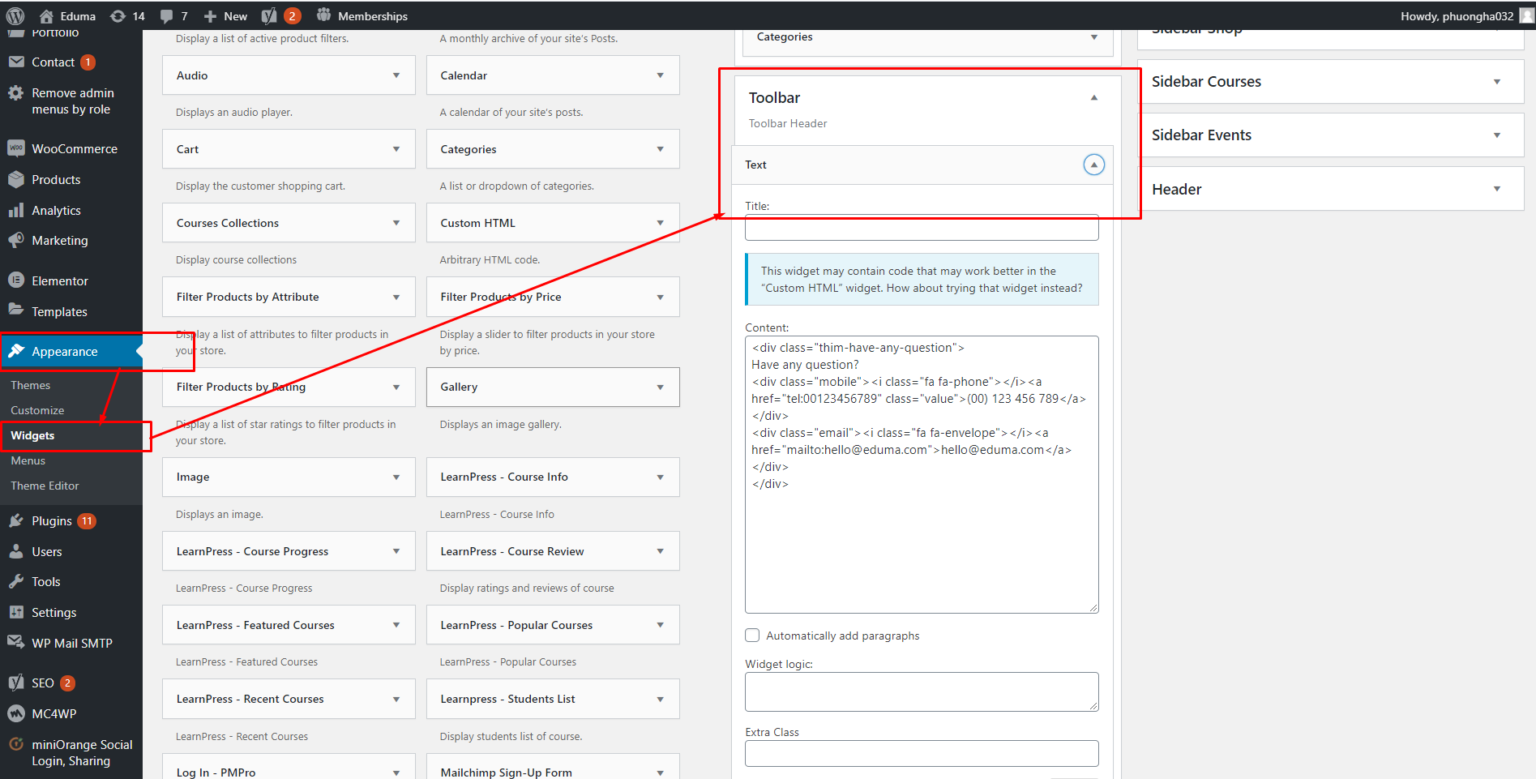 Eduma
14
7
New
2
Memberships
Howdy, phuongha032
Portfolio
Contact 1
Remove admin
menus by role
WooCommerce
Products
Analytics
Marketing
Elementor
Templates
Appearance
Themes
Customize
Widgets
Menus
Theme Editor
Plugins 11
Users
Tools
Settings
WP Mail SMTP
SEO 2
MC4WP
miniOrange Social
Login, Sharing
Display a list of active product filters.
A monthly archive of your site's Posts.
Audio
Calendar
Displays an audio player.
A calendar of your site's posts.
Cart
Categories
Display the customer shopping cart.
A list or dropdown of categories.
Courses Collections
Custom HTML
Display course collections
Arbitrary HTML code.
Filter Products by Attribute
Filter Products by Price
Display a list of attributes to filter products in
your store.
Display a slider to filter products in your store
by price.
Filter Products by Rating
Gallery
Display a list of star ratings to filter products in
your store.
Displays an image gallery.
Image
LearnPress - Course Info
Displays an image.
LearnPress - Course Info
LearnPress - Course Progress
LearnPress - Course Review
LearnPress - Course Progress
Display ratings and reviews of course
LearnPress - Featured Courses
LearnPress - Popular Courses
LearnPress - Featured Courses
LearnPress - Popular Courses
LearnPress - Recent Courses
Learnpress - Students List
LearnPress - Recent Courses
Display students list of course.
Log In - PMPro
Mailchimp Sign-Up Form
Categories
Toolbar
Toolbar Header
Text
Title:
This widget may contain code that may work better in the
“Custom HTML” widget. How about trying that widget instead?
Content:
<div class="thim-have-any-question">
Have any question?
<div class="mobile"><i class="fa fa-phone"></i><a
href="tel:00123456789" class="value">(00) 123 456 789</a>
</div>
<div class="email"><i class="fa fa-envelope"></i><a
href="mailto:hello@eduma.com">hello@eduma.com</a>
</div>
</div>
Automatically add paragraphs
Widget logic:
Extra Class
Sidebar Shop
Sidebar Courses
Sidebar Events
Header